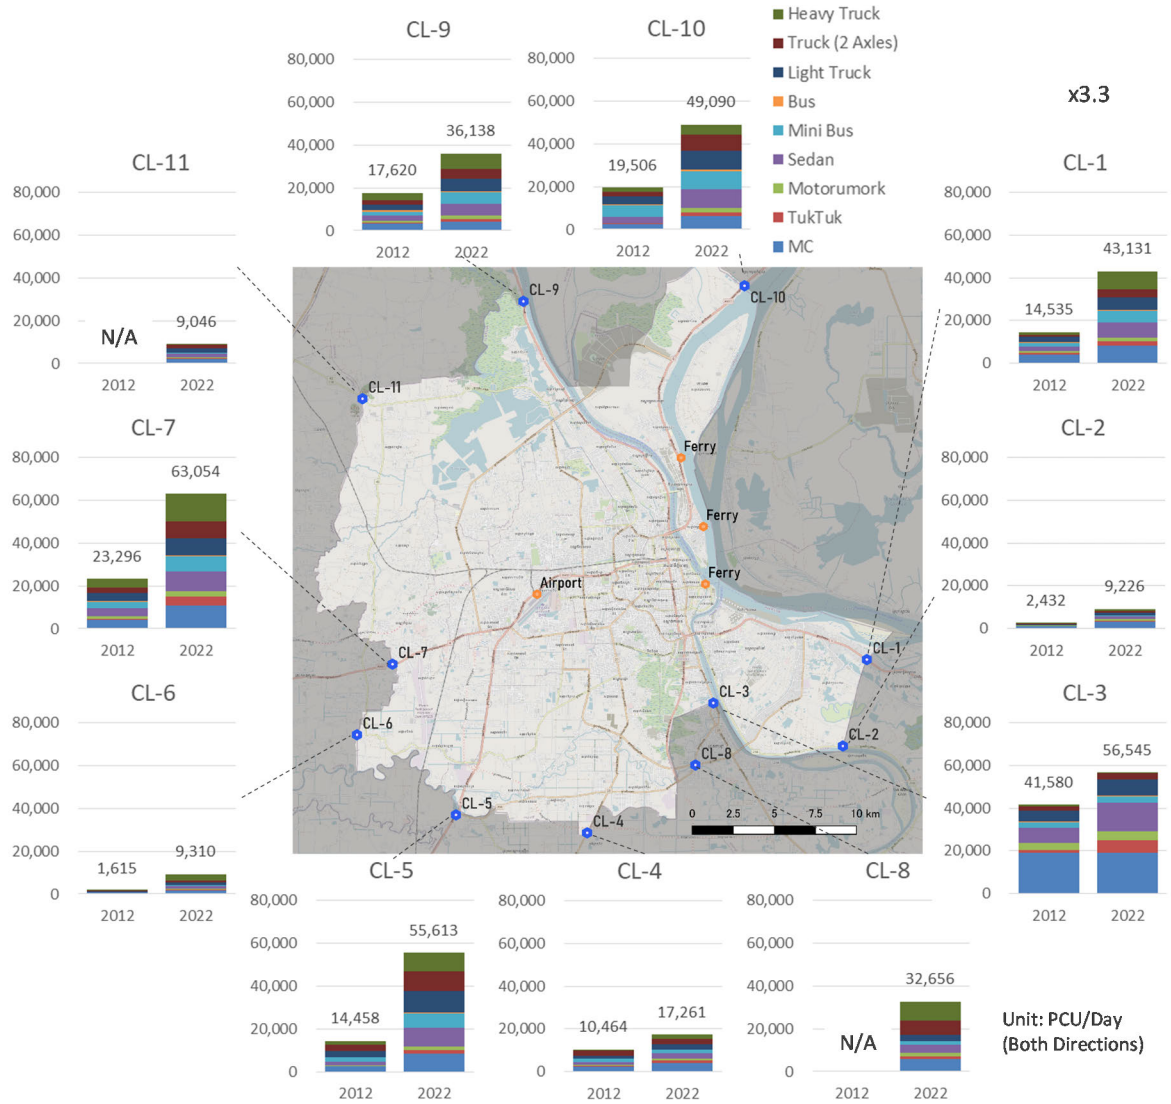 Heavy Truck
Truck (2 Axles)
Light Truck
Bus
Mini Bus
Sedan
Motorumork
TukTuk
MC
x3.3
CL-9
80,000
60,000
40,000
20,000
0
17,620
36,138
2012
2022
CL-10
80,000
60,000
40,000
20,000
0
19,506
49,090
2012
2022
CL-11
80,000
60,000
40,000
20,000
0
N/A
9,046
2012
2022
CL-1
80,000
60,000
40,000
20,000
0
14,535
43,131
2012
2022
CL-7
80,000
60,000
40,000
20,000
0
23,296
63,054
2012
2022
CL-2
80,000
60,000
40,000
20,000
0
2,432
9,226
2012
2022
CL-6
80,000
60,000
40,000
20,000
0
1,615
9,310
2012
2022
CL-3
80,000
60,000
40,000
20,000
0
41,580
56,545
2012
2022
CL-9
CL-10
CL-11
Ferry
Ferry
Airport
Ferry
CL-7
CL-1
CL-6
CL-3
CL-2
CL-8
CL-5
CL-4
0
2.5
5
7.5
10 km
CL-5
80,000
60,000
40,000
20,000
0
14,458
55,613
2012
2022
CL-4
80,000
60,000
40,000
20,000
0
10,464
17,261
2012
2022
CL-8
80,000
60,000
40,000
20,000
0
N/A
32,656
2012
2022
Unit: PCU/Day
(Both Directions)